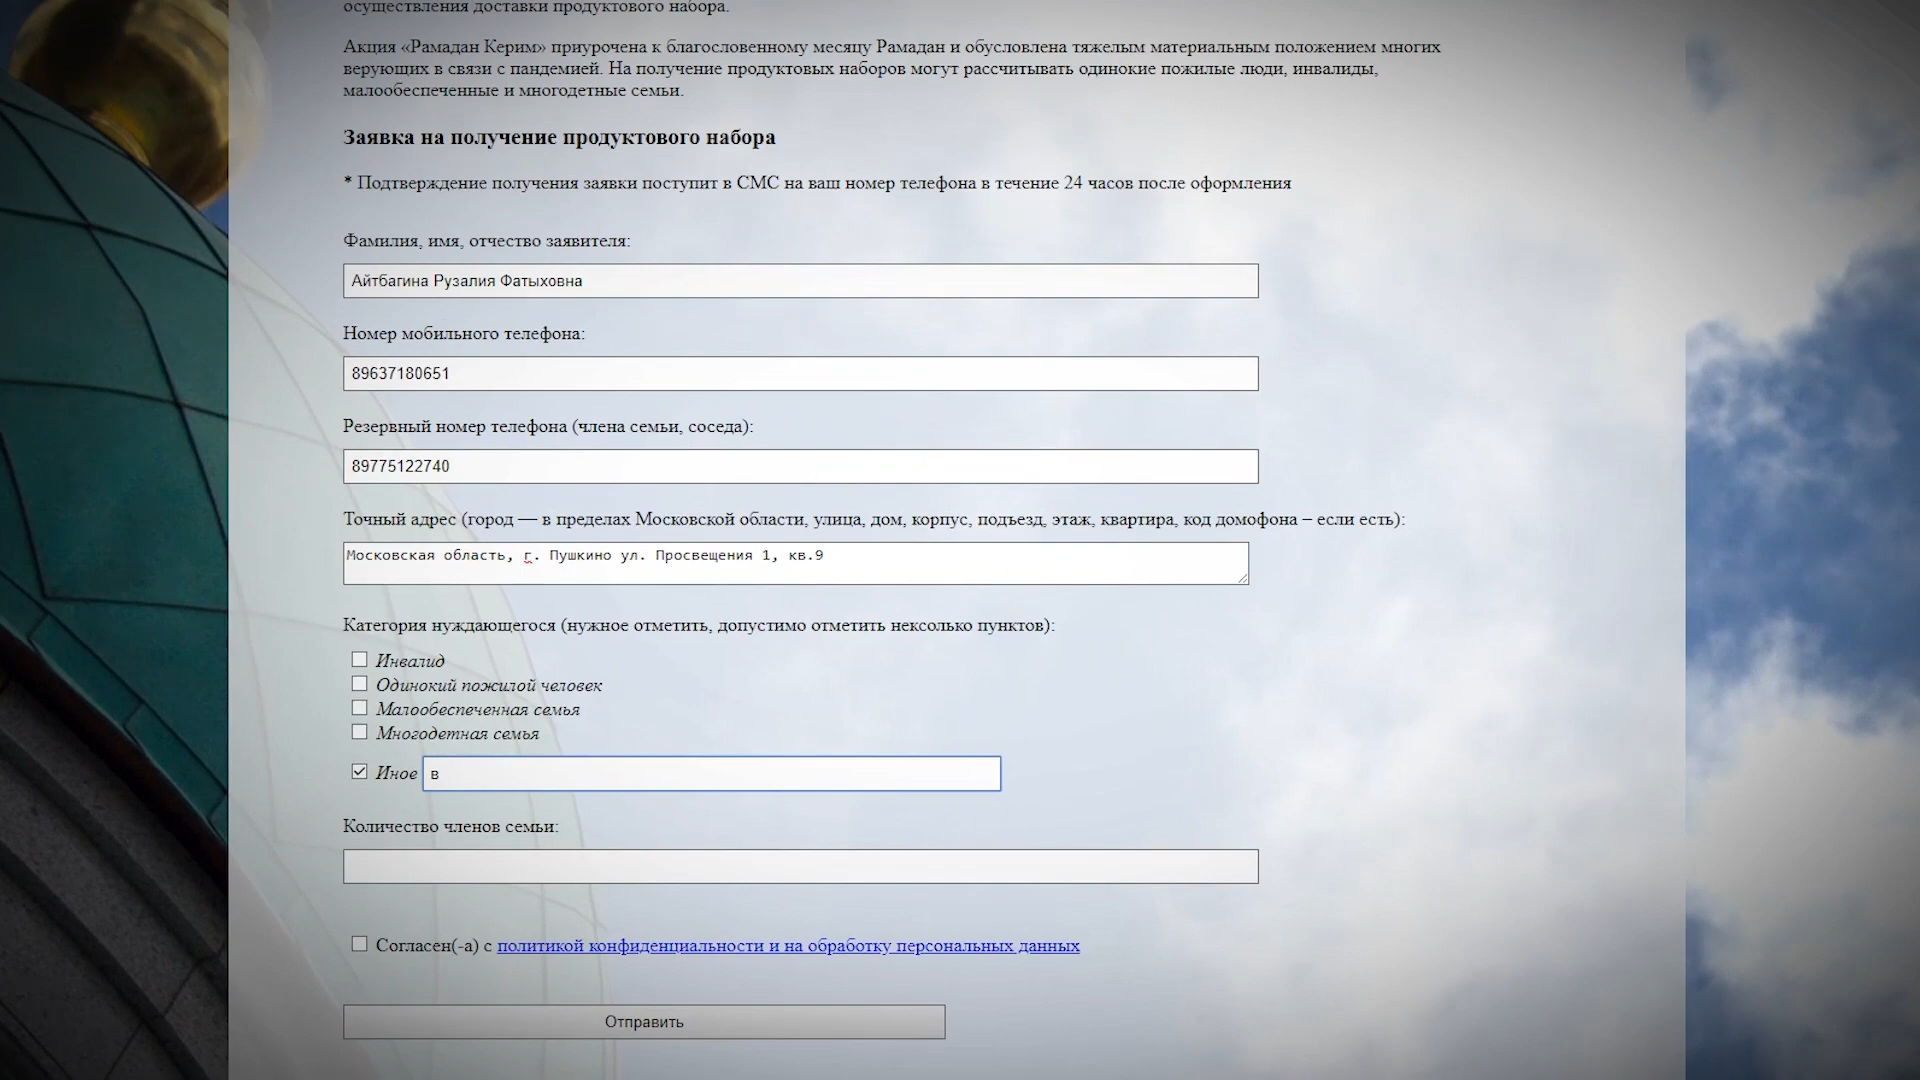 осуществления доставки продуктового набора.
Акция «Рамадан Керим» приурочена к благословенному месяцу Рамадан и обусловлена тяжелым материальным положением многих
верующих в связи с пандемией. На получение продуктовых наборов могут рассчитывать одинокие пожилые люди, инвалиды,
малообеспеченные и многодетные семьи.
Заявка на получение продуктового набора
* Подтверждение получения заявки поступит в СМС на ваш номер телефона в течение 24 часов после оформления
Фамилия, имя, отчество заявителя:
Айтбагина Рузалия Фатыховна
Номер мобильного телефона:
89637180651
Резервный номер телефона (члена семьи, соседа):
89775122740
Точный адрес (город — в пределах Московской области, улица, дом, корпус, подъезд, этаж, квартира, код домофона – если есть):
Московская область, г. Пушкино ул. Просвещения 1, кв.9
Категория нуждающегося (нужное отметить, допустимо отметить нексолько пунктов):
Инвалид
Одинокий пожилой человек
Малообеспеченная семья
Многодетная семья
Иное в
Количество членов семьи:
Согласен(-а) с политикой конфиденциальности и на обработку персональных данных
Отправить